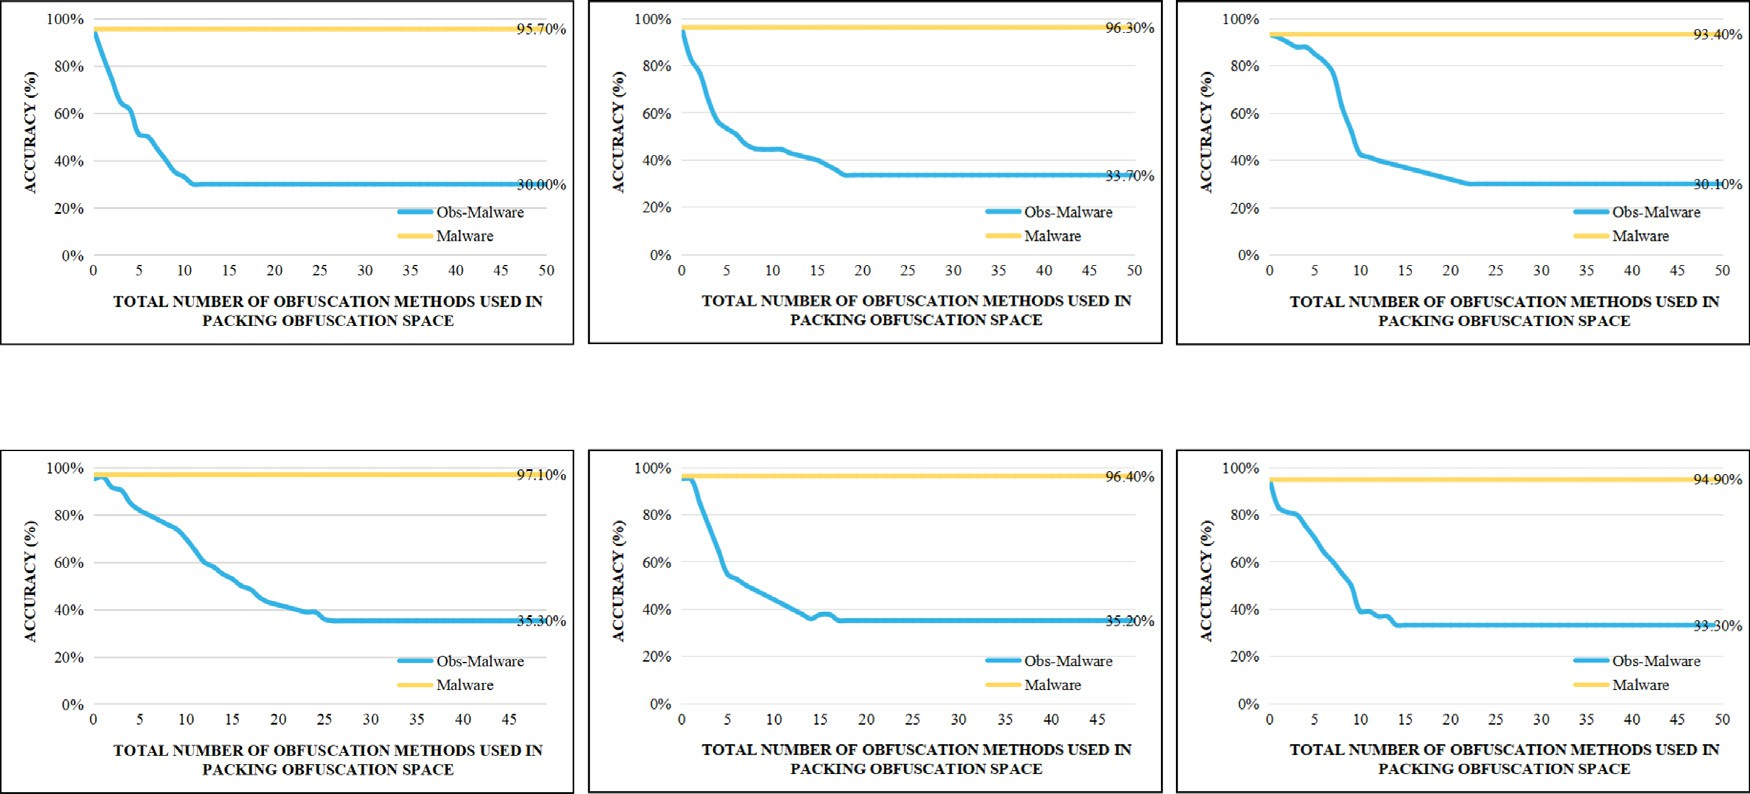 100%
80%
60%
40%
20%
0%
ACCURACY (%)
95.70%
30.00%
Obs-Malware
Malware
0 5 10 15 20 25 30 35 40 45 50
TOTAL NUMBER OF OBFUSCATION METHODS USED IN
PACKING OBFUSCATION SPACE
100%
80%
60%
40%
20%
0%
ACCURACY (%)
96.30%
33.70%
Obs-Malware
Malware
0 5 10 15 20 25 30 35 40 45 50
TOTAL NUMBER OF OBFUSCATION METHODS USED IN
PACKING OBFUSCATION SPACE
100%
80%
60%
40%
20%
0%
ACCURACY (%)
93.40%
30.10%
Obs-Malware
Malware
0 5 10 15 20 25 30 35 40 45 50
TOTAL NUMBER OF OBFUSCATION METHODS USED IN
PACKING OBFUSCATION SPACE
100%
80%
60%
40%
20%
0%
ACCURACY (%)
97.10%
35.30%
Obs-Malware
Malware
0 5 10 15 20 25 30 35 40 45
TOTAL NUMBER OF OBFUSCATION METHODS USED IN
PACKING OBFUSCATION SPACE
100%
80%
60%
40%
20%
0%
ACCURACY (%)
96.40%
35.20%
Obs-Malware
Malware
0 5 10 15 20 25 30 35 40 45
TOTAL NUMBER OF OBFUSCATION METHODS USED IN
PACKING OBFUSCATION SPACE
100%
80%
60%
40%
20%
0%
ACCURACY (%)
94.90%
33.30%
Obs-Malware
Malware
0 5 10 15 20 25 30 35 40 45 50
TOTAL NUMBER OF OBFUSCATION METHODS USED IN
PACKING OBFUSCATION SPACE